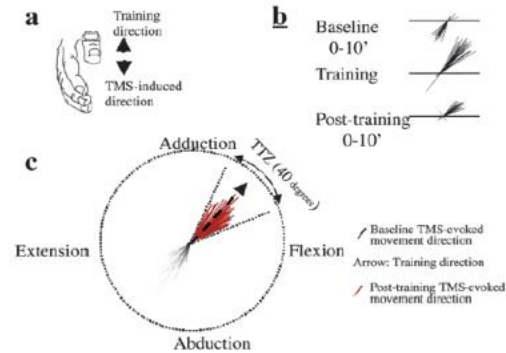 a
Training
direction
TMS-induced
direction
b
Baseline
0-10'
Training
Post-training
0-10'
c
Adduction
TTZ (40 degrees)
Extension
Flexion
Abduction
Baseline TMS-evoked
movement direction
Arrow: Training direction
Post-training TMS-evoked
movement direction